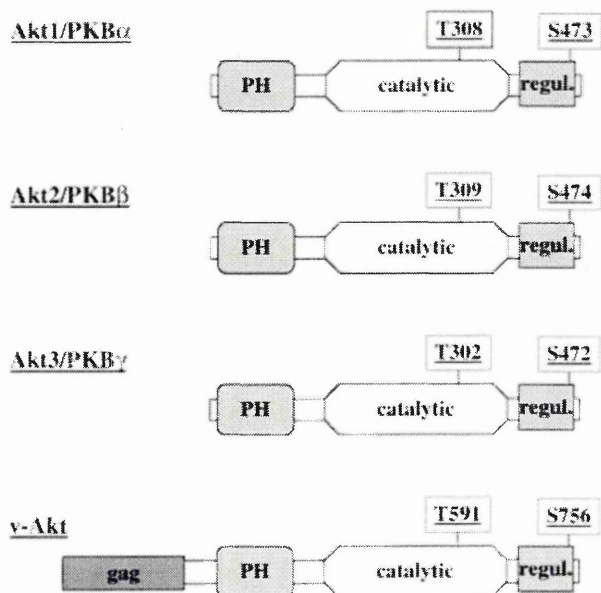 Akt1/PKBα
T308 S473
PH catalytic regul.
Akt2/PKBβ
T309 S474
PH catalytic regul.
Akt3/PKBγ
T302 S472
PH catalytic regul.
v-Akt
T591 S756
gag PH catalytic regul.